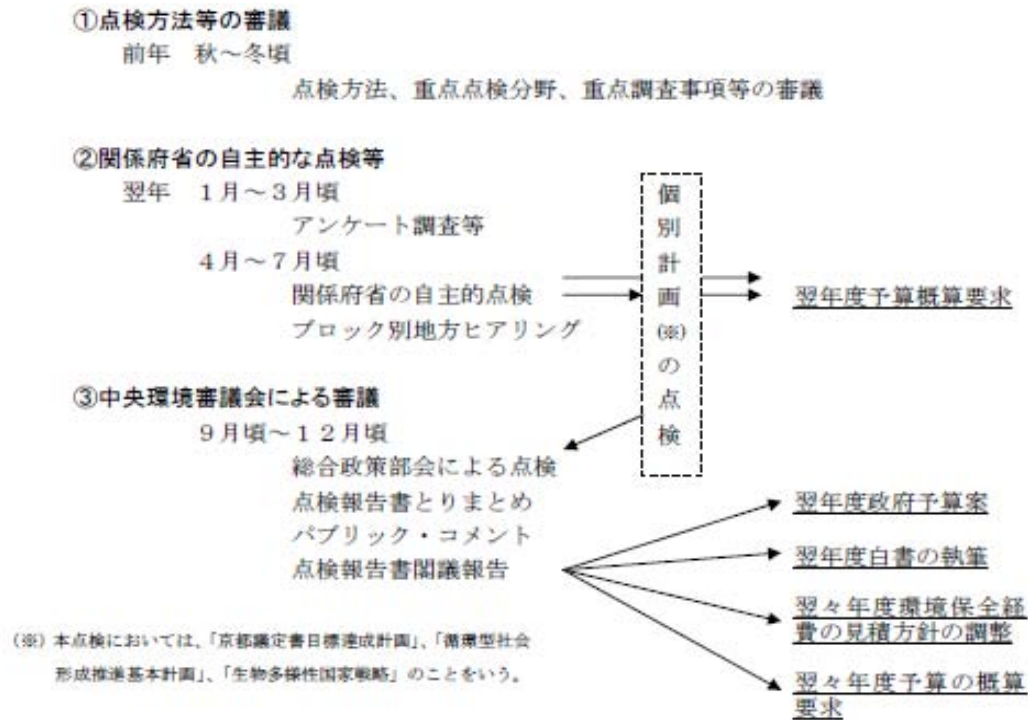 ①点検方法等の審議
前年 秋～冬頃
点検方法、重点点検分野、重点調査事項等の審議
②関係府省の自主的な点検等
翌年 1月～3月頃
アンケート調査等
4月～7月頃
関係府省の自主的点検
ブロック別地方ヒアリング
個別計画(※)の点検
翌年度予算概算要求
③中央環境審議会による審議
9月頃～12月頃
総合政策部会による点検
点検報告書とりまとめ
パブリック・コメント
点検報告書閣議報告
翌年度政府予算案
翌年度白書の執筆
翌々年度環境保全経
費の見積方針の調整
翌々年度予算の概算
要求
(※) 本点検においては、「京都議定書目標達成計画」、「循環型社会
形成推進基本計画」、「生物多様性国家戦略」のことをいう。